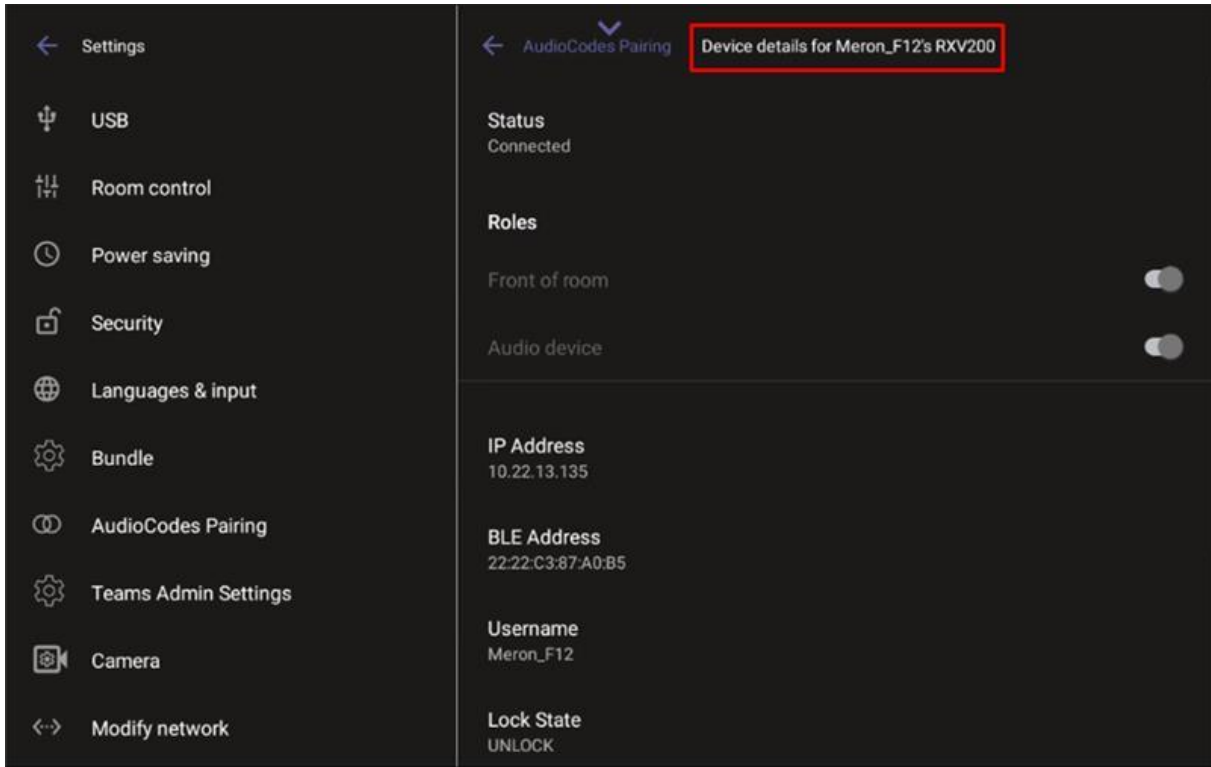 Settings
USB
Room control
Power saving
Security
Languages & input
Bundle
AudioCodes Pairing
Teams Admin Settings
Camera
Modify network
AudioCodes Pairing
Device details for Meron_F12's RXV200
Status
Connected
Roles
Front of room
Audio device
IP Address
10.22.13.135
BLE Address
22:22:C3:87:A0:B5
Username
Meron_F12
Lock State
UNLOCK